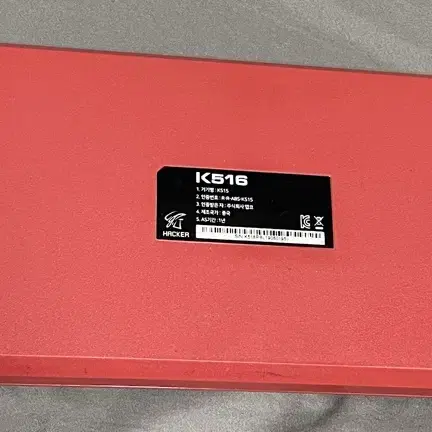 K516
1. 기기명 : K515
2. 인증번호 : R-R-ABS-K515
3. 인증받은 자 : 주식회사 앱코
4. 제조국가 : 중국
5. AS기간 : 1년
HACKER